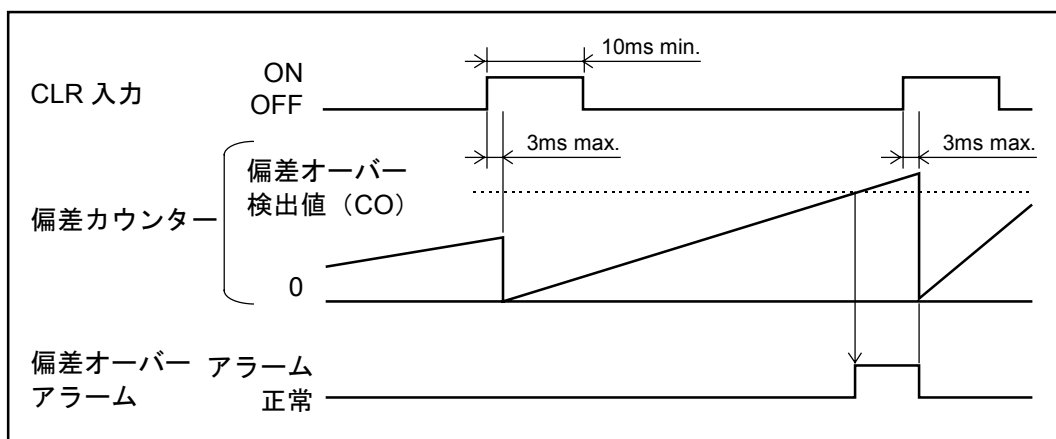 10ms min.
CLR 入力
ON
OFF
3ms max.
3ms max.
偏差カウンター
偏差オーバー
検出値（CO）
0
偏差オーバー
アラーム
アラーム
正常